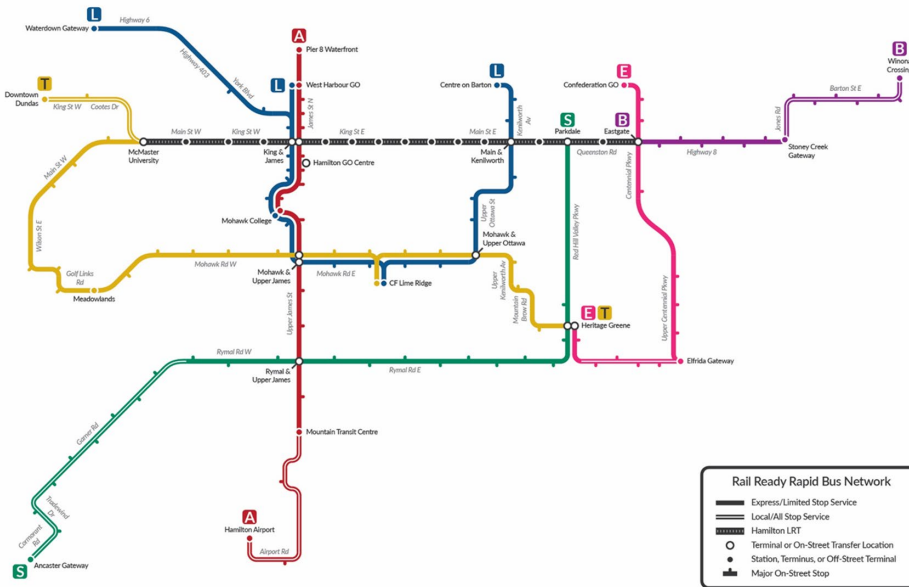 L
Highway 6
Waterdown Gateway
Highway 403
York Blvd
A
Pier 8 Waterfront
L
West Harbour GO
James St N
L
Centre on Barton
Kenilworth
Av
E
Confederation GO
B
Winona
Crossing
Barton St E
Jones Rd
T
Downtown
Dundas
King St W
Cootes Dr
Main St W
King St W
King St E
Main St E
S
Parkdale
B
Eastgate
McMaster
University
King &
James
Hamilton GO Centre
Main &
Kenilworth
Queenston Rd
Highway 8
Stoney Creek
Gateway
Main St W
Wilson St E
Golf Links
Rd
Meadowlands
Mohawk College
Upper
Ottawa St
Mohawk &
Upper Ottawa
Red Hill Valley Pkwy
Centennial Pkwy
Mohawk Rd W
Mohawk &
Upper James
Mohawk Rd E
CF Lime Ridge
Upper
Kenilworth Av
Mountain
Brow Rd
Upper Centennial Pkwy
E
T
Heritage Greene
Upper James St
Rymal Rd W
Rymal &
Upper James
Rymal Rd E
Elfrida Gateway
Mountain Transit Centre
Garner Rd
Tradewind
Dr
Cormorant
Rd
S
Ancaster Gateway
A
Hamilton Airport
Airport Rd
Rail Ready Rapid Bus Network
Express/Limited Stop Service
Local/All Stop Service
Hamilton LRT
Terminal or On-Street Transfer Location
Station, Terminus, or Off-Street Terminal
Major On-Street Stop